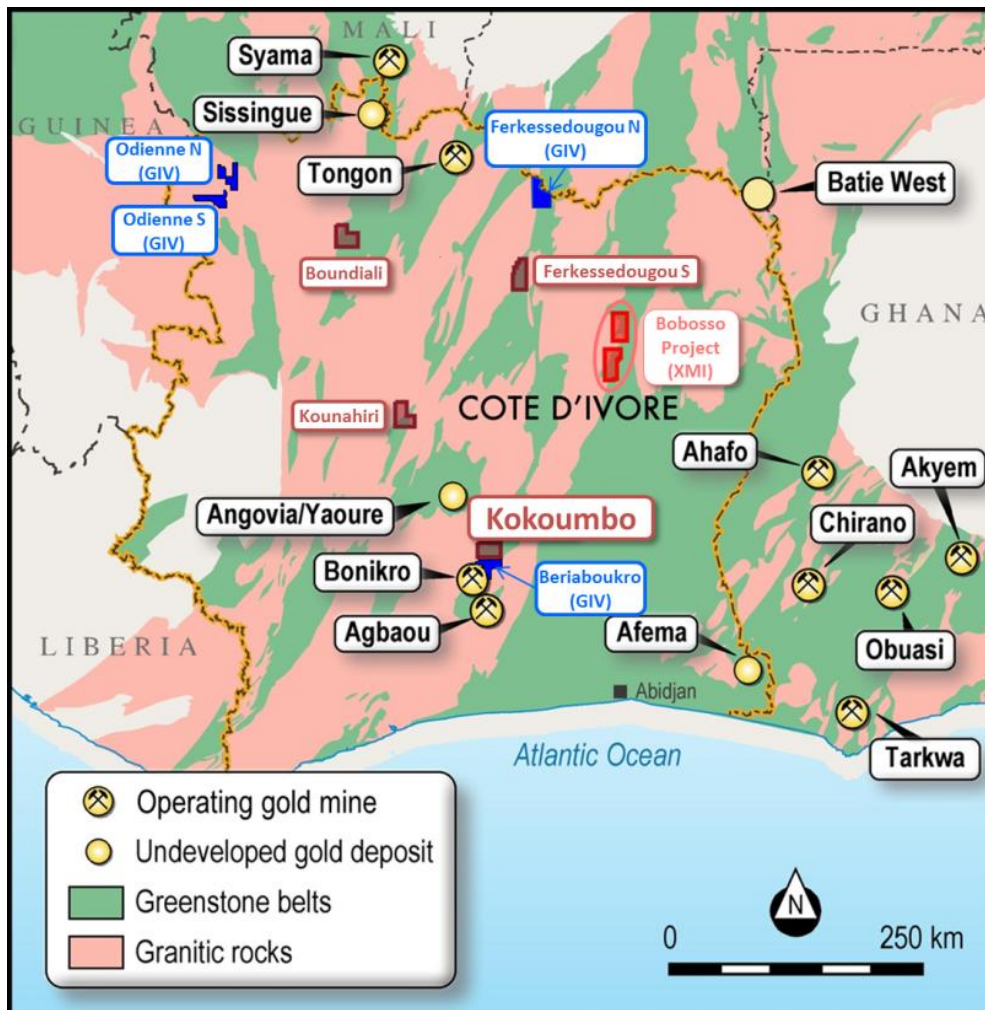 MALI
Syama
Sissingue
GUINEA
Odienne N
(GIV)
Tongon
Ferkessedougou N
(GIV)
Batie West
Odienne S
(GIV)
Boundiali
Ferkessedougou S
GHANA
Bobosso
Project
(XMI)
COTE D'IVORE
Kounahiri
Ahafo
Akyem
Angovia/Yaoure
Kokoumbo
Chirano
Bonikro
Beriaboukro
(GIV)
Agbaou
Afema
Obuasi
LIBERIA
Abidjan
Tarkwa
Atlantic Ocean
Operating gold mine
Undeveloped gold deposit
Greenstone belts
Granitic rocks
N
0 250 km